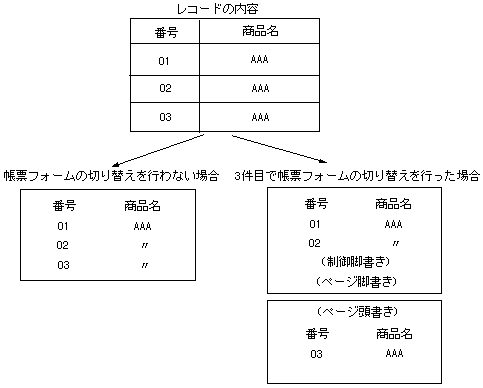 レコードの内容
番号 商品名
01 AAA
02 AAA
03 AAA
帳票フォームの切り替えを行わない場合
番号 商品名
01 AAA
02 〃
03 〃
3件目で帳票フォームの切り替えを行った場合
番号 商品名
01 AAA
02 〃
(制御脚書き)
(ページ脚書き)
(ページ頭書き)
番号 商品名
03 AAA